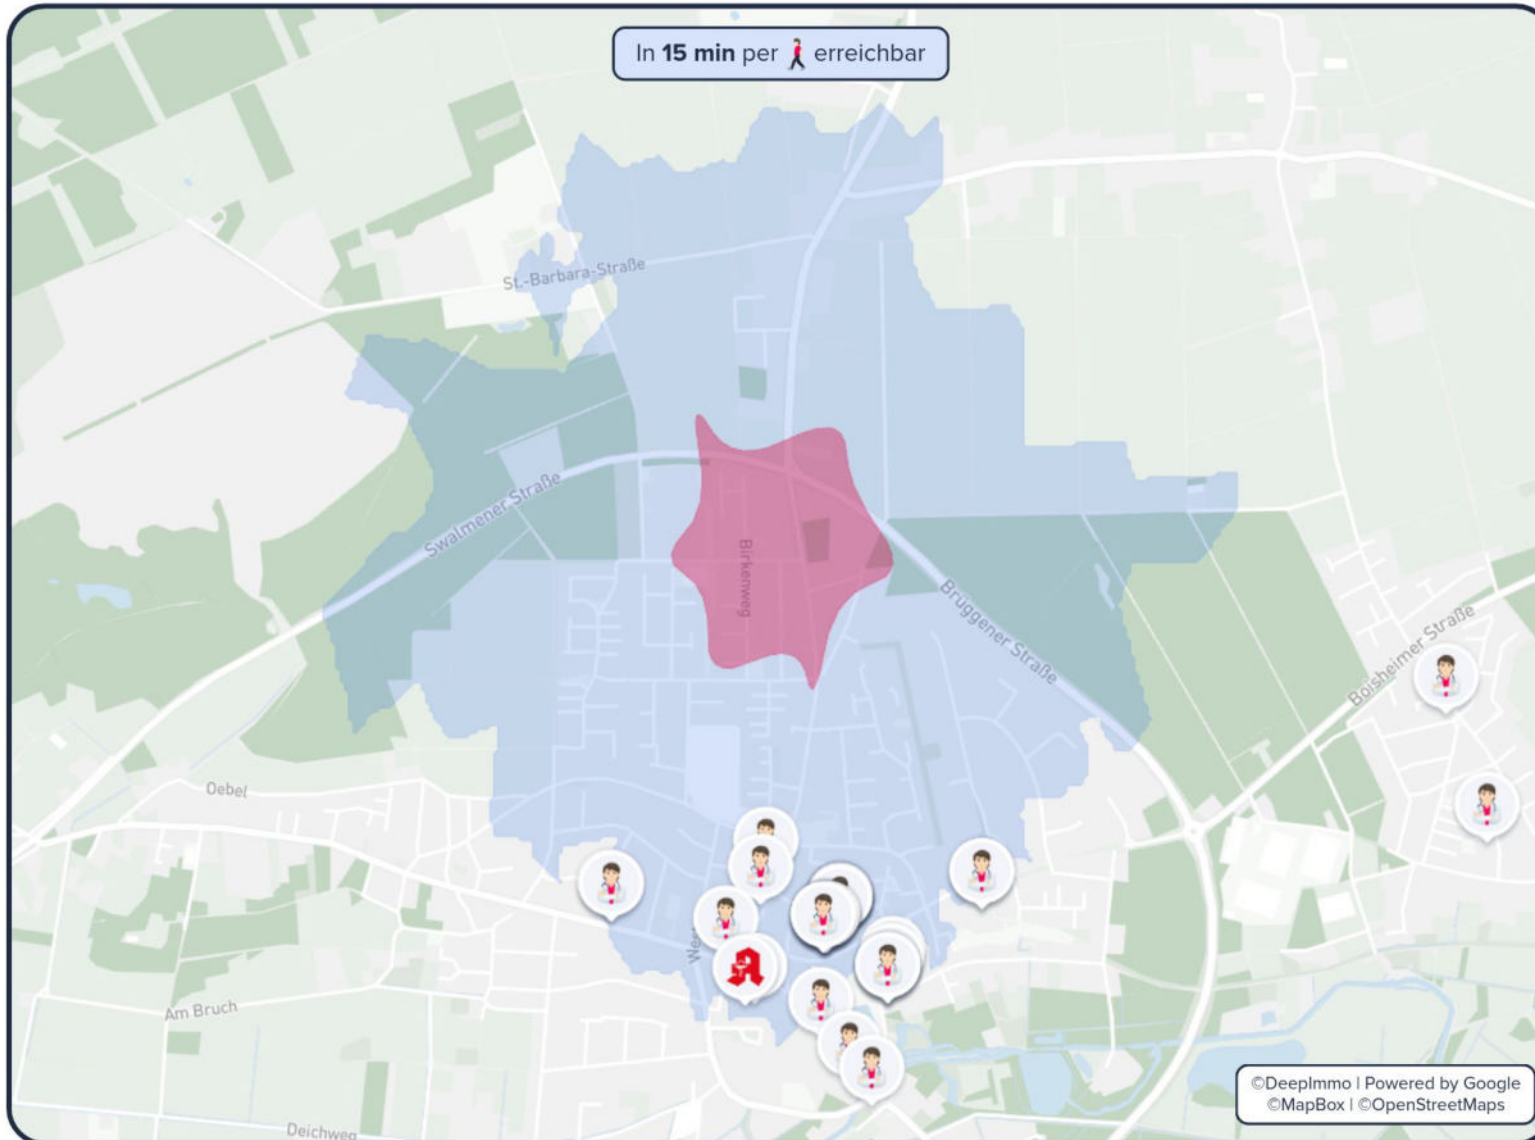 In 15 min per erreichbar
St.-Barbara-Straße
Swalmener Straße
Birkenweg
Brüggener Straße
Boisheimer Straße
Oebel
Am Bruch
Deichweg
©DeepImmo | Powered by Google
©MapBox | ©OpenStreetMaps